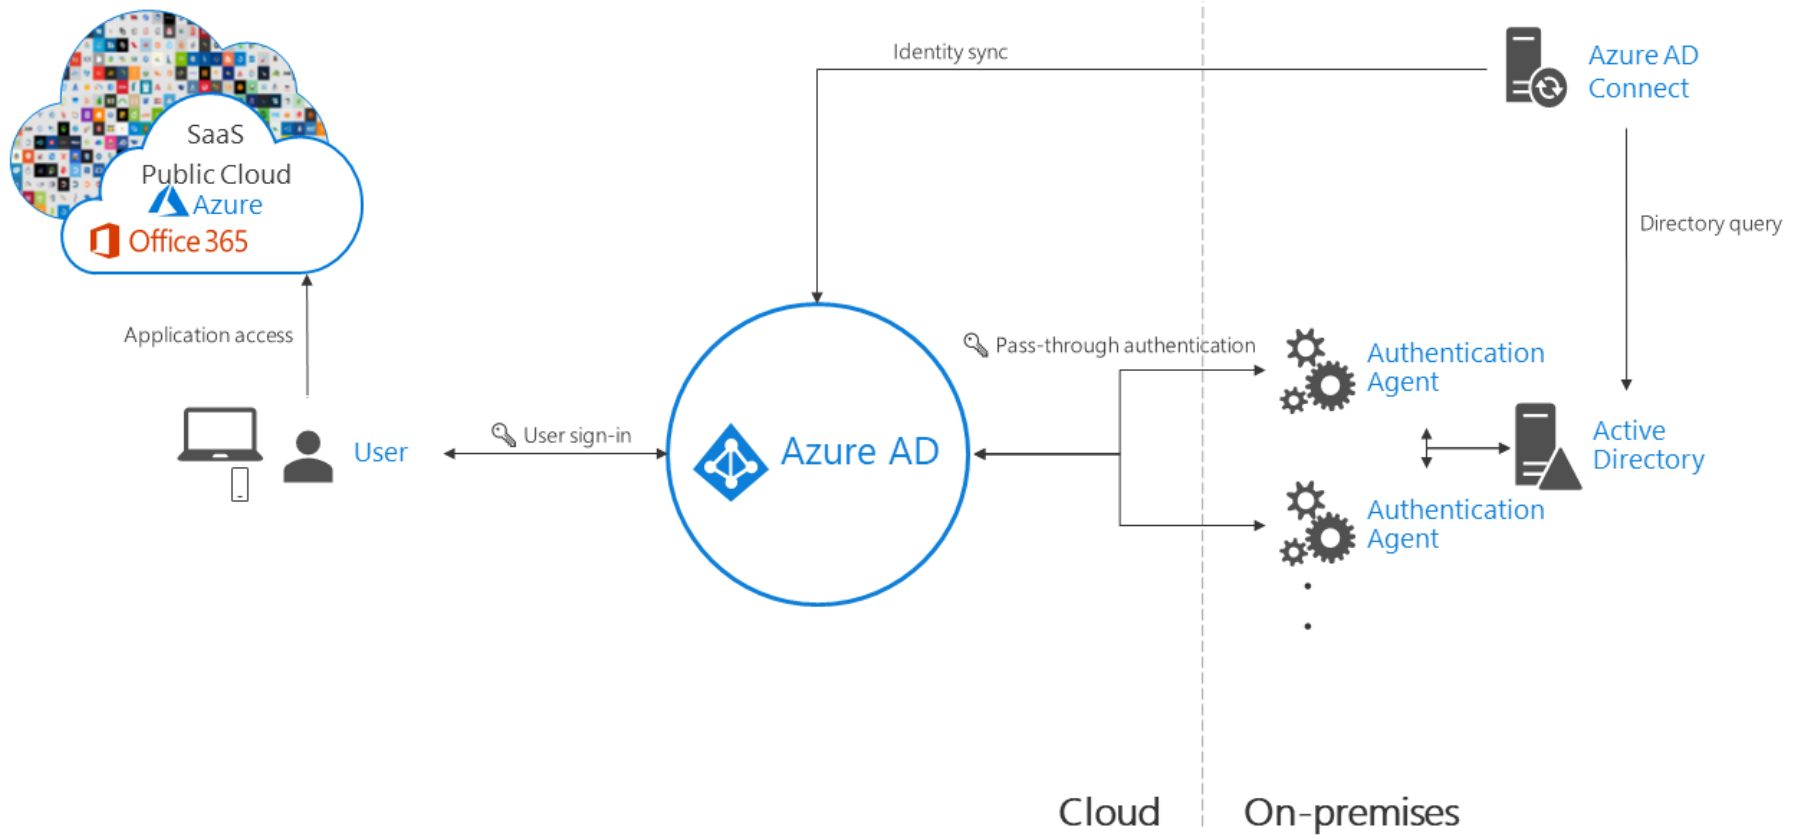 Identity sync
Azure AD
Connect
SaaS
Public Cloud
Azure
Office 365
Directory query
Application access
Pass-through authentication
Authentication
Agent
User
User sign-in
Azure AD
Active
Directory
Authentication
Agent
Cloud
On-premises